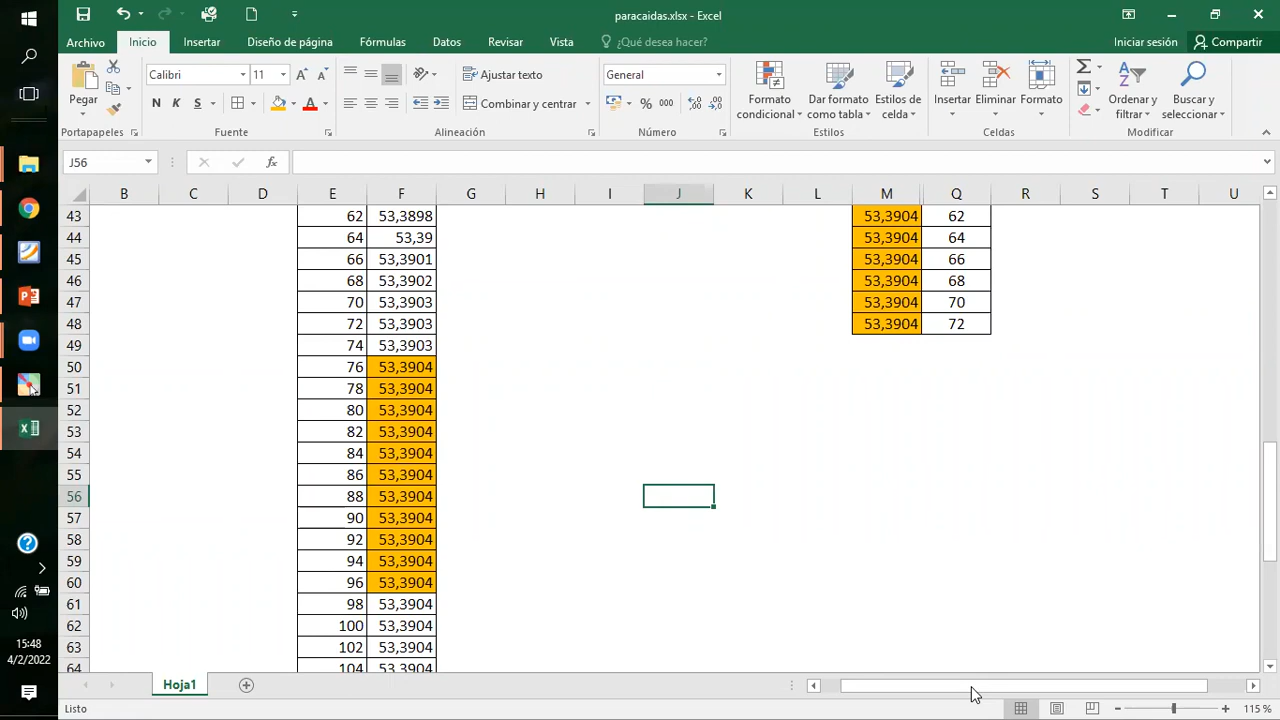 paracaidas.xlsx - Excel
Archivo Inicio Insertar Diseño de página Fórmulas Datos Revisar Vista ¿Qué desea hacer? Iniciar sesión Compartir
Pegar
Calibri 11 A A
N K S A
Ajustar texto
Combinar y centrar
General
% 000
Formato condicional
Dar formato como tabla
Estilos de celda
Insertar
Eliminar
Formato
Ordenar y filtrar
Buscar y seleccionar
Portapapeles Fuente Alineación Número Estilos Celdas Modificar
J56 fx
B C D E F G H I J K L M Q R S T U
43 62 53,3898 53,3904 62
44 64 53,39 53,3904 64
45 66 53,3901 53,3904 66
46 68 53,3902 53,3904 68
47 70 53,3903 53,3904 70
48 72 53,3903 53,3904 72
49 74 53,3903
50 76 53,3904
51 78 53,3904
52 80 53,3904
53 82 53,3904
54 84 53,3904
55 86 53,3904
56 88 53,3904
57 90 53,3904
58 92 53,3904
59 94 53,3904
60 96 53,3904
61 98 53,3904
62 100 53,3904
63 102 53,3904
64 104 53,3904
Hoja1
Listo 115 %
15:48
4/2/2022